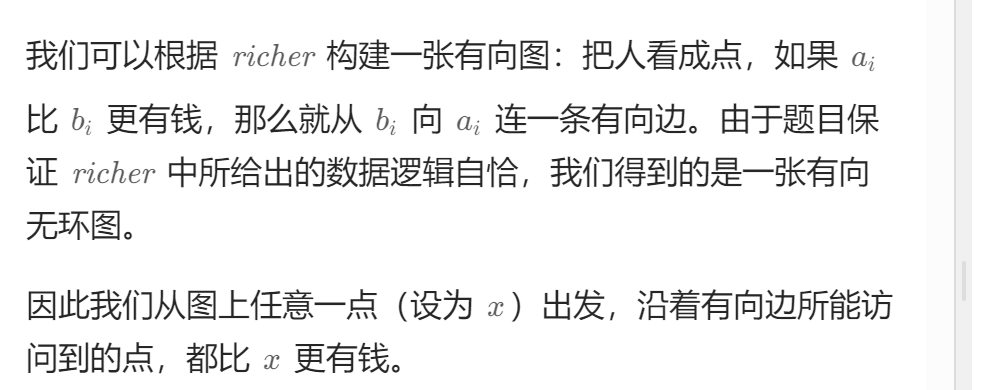 我们可以根据 richer 构建一张有向图：把人看成点，如果 aᵢ
比 bᵢ 更有钱，那么就从 bᵢ 向 aᵢ 连一条有向边。由于题目保
证 richer 中所给出的数据逻辑自恰，我们得到的是一张有向
无环图。
因此我们从图上任意一点（设为 x）出发，沿着有向边所能访
问到的点，都比 x 更有钱。